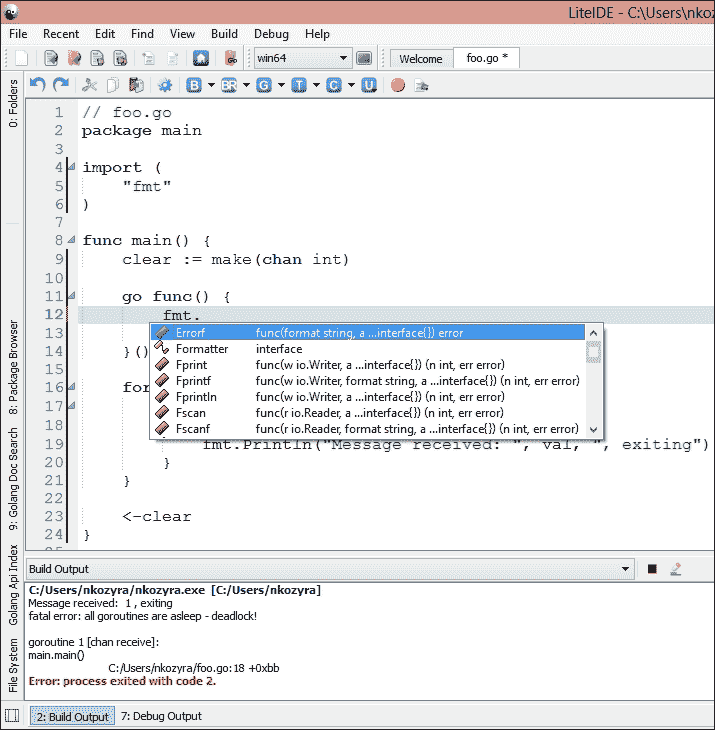 LiteIDE - C:\Users\nko
File Recent Edit Find View Build Debug Help
GO win64 Welcome foo.go *
B BR G T C U
0: Folders
8: Package Browser
9: Golang Doc Search
Golang Api Index
File System
1 // foo.go
2 package main
3
4 import (
5 "fmt"
6 )
7
8 func main() {
9 clear := make(chan int)
10
11 go func() {
12 fmt.
13
14 }()
15
16 for
17
18
19 fmt.Println("Message received: ", val, ", exiting")
20 }
21 }
22
23 <-clear
24 }
Errorf func(format string, a ...interface{}) error
Formatter interface
Fprint func(w io.Writer, a ...interface{}) (n int, err error)
Fprintf func(w io.Writer, format string, a ...interface{}) (n int, err error)
Fprintln func(w io.Writer, a ...interface{}) (n int, err error)
Fscan func(r io.Reader, a ...interface{}) (n int, err error)
Fscanf func(r io.Reader, format string, a ...interface{}) (n int, err error)
Build Output
C:/Users/nkozyra/nkozyra.exe [C:/Users/nkozyra]
Message received: 1 , exiting
fatal error: all goroutines are asleep - deadlock!
goroutine 1 [chan receive]:
main.main()
C:/Users/nkozyra/foo.go:18 +0xbb
Error: process exited with code 2.
2: Build Output 7: Debug Output